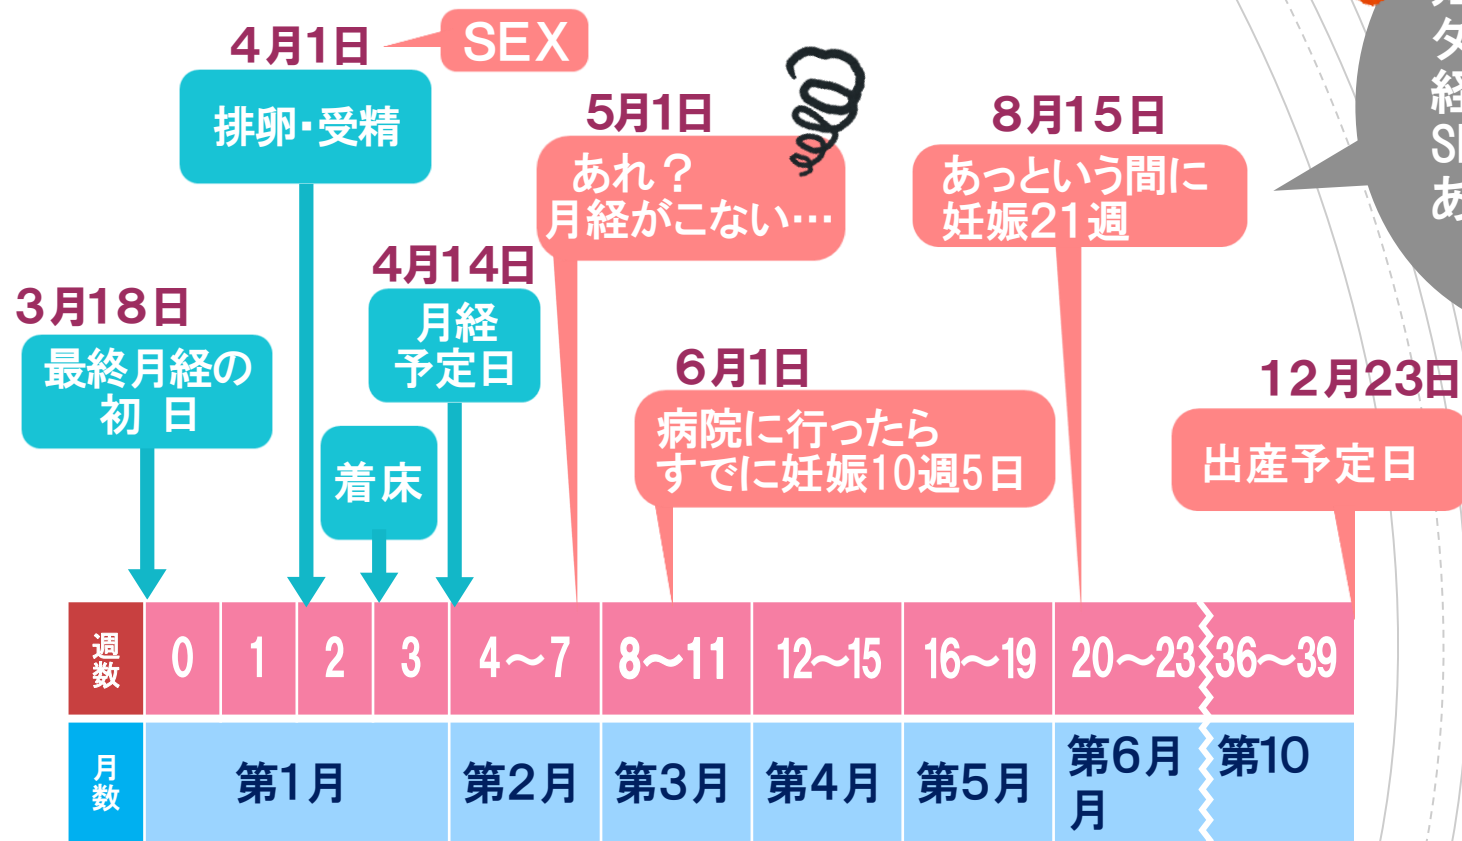 4月1日
SEX
排卵・受精
5月1日
あれ？
月経がこない…
8月15日
あっという間に
妊娠21週
タ
経
あ
3月18日
最終月経の
初 日
4月14日
月経
予定日
着床
6月1日
病院に行ったら
すでに妊娠10週5日
12月23日
出産予定日
週数 0 1 2 3 4～7 8～11 12～15 16～19 20～23 36～39
月数 第1月 第2月 第3月 第4月 第5月 第6月 第10
月